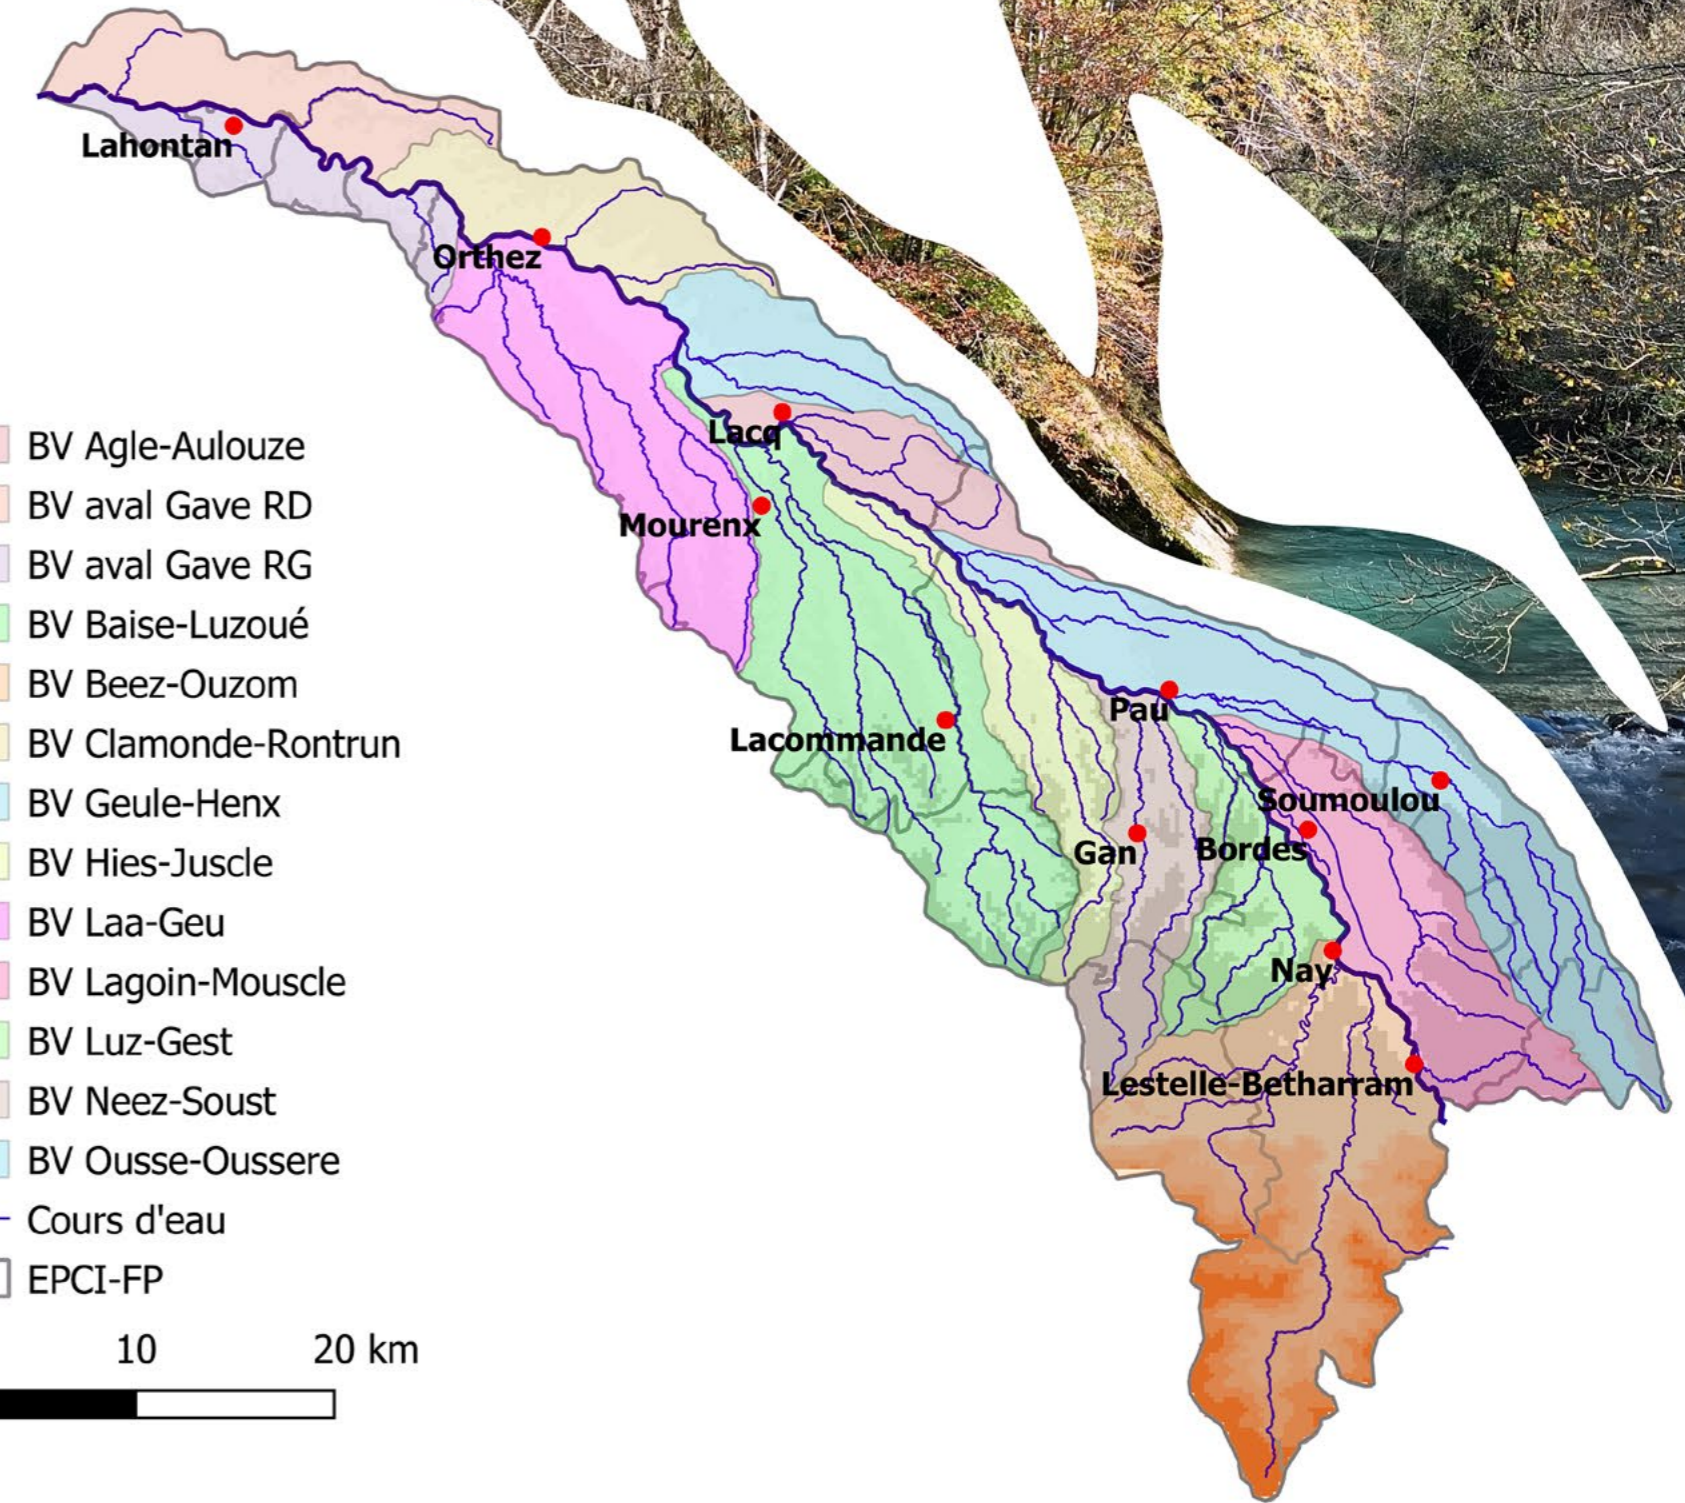 Lahontan
Orthez
Lacq
Mourenx
Lacommande
Pau
Soumoulou
Gan
Bordes
Nay
Lestelle-Betharram
BV Agle-Aulouze
BV aval Gave RD
BV aval Gave RG
BV Baise-Luzoué
BV Beez-Ouzom
BV Clamonde-Rontrun
BV Geule-Henx
BV Hies-Juscle
BV Laa-Geu
BV Lagoin-Mouscle
BV Luz-Gest
BV Neez-Soust
BV Ousse-Oussere
Cours d'eau
EPCI-FP
10 20 km